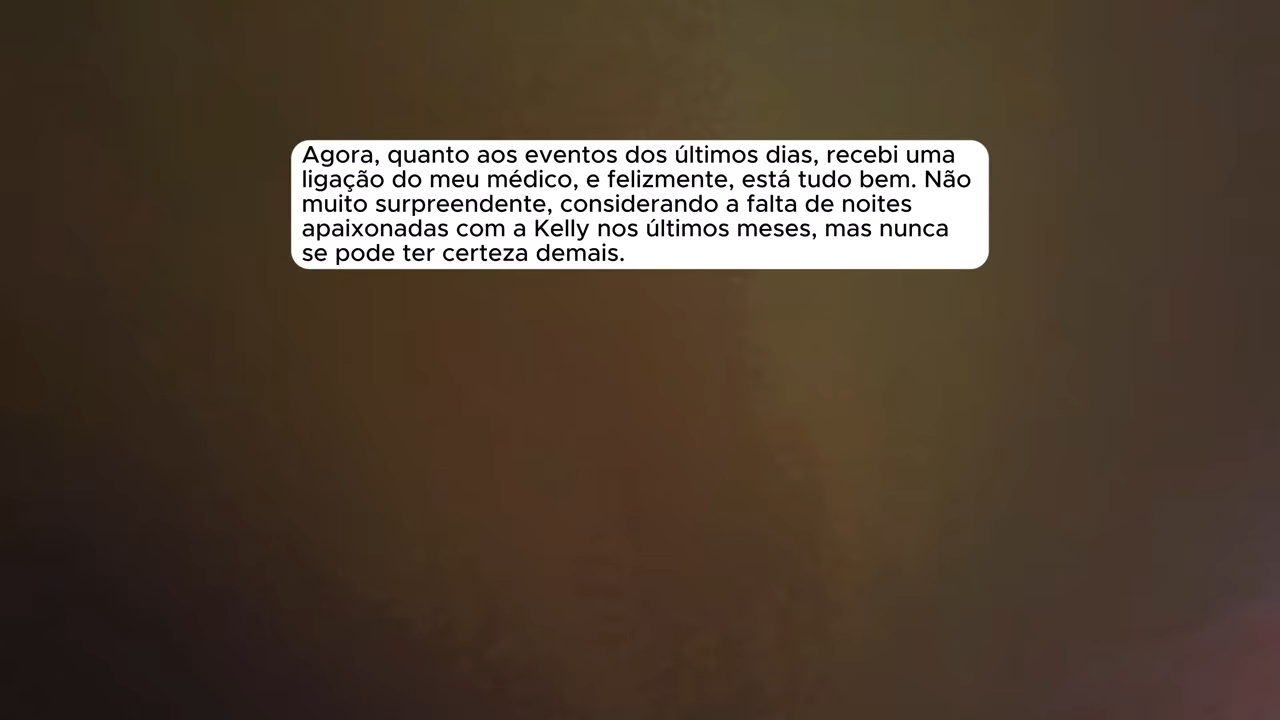 Agora, quanto aos eventos dos últimos dias, recebi uma
ligação do meu médico, e felizmente, está tudo bem. Não
muito surpreendente, considerando a falta de noites
apaixonadas com a Kelly nos últimos meses, mas nunca
se pode ter certeza demais.